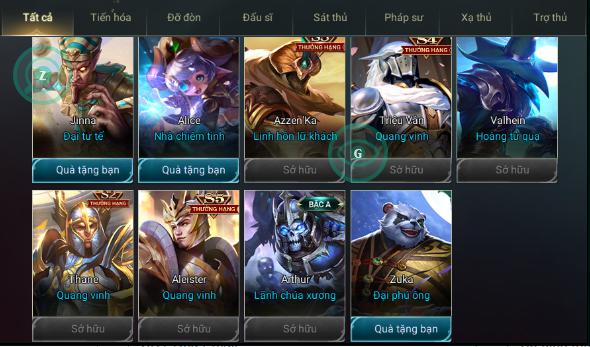 Tất cả
Tiến hóa
Đỡ đòn
Đấu sĩ
Sát thủ
Pháp sư
Xạ thủ
Trợ thủ
Z
Jinna
Đại tư tế
Quà tặng bạn
Alice
Nhà chiêm tinh
Quà tặng bạn
THƯỜNG HẠNG
Azzen'Ka
Linh hồn lữ khách
Sở hữu
S4
THƯỜNG HẠNG
Triệu Vân
Quang vinh
G
Sở hữu
Valhein
Hoàng tử quạ
Sở hữu
S2
THƯỜNG HẠNG
Thane
Quang vinh
Sở hữu
S5
THƯỜNG HẠNG
Aleister
Quang vinh
Sở hữu
BẬC A
Arthur
Lãnh chúa xương
Sở hữu
Zuka
Đại phú ông
Quà tặng bạn